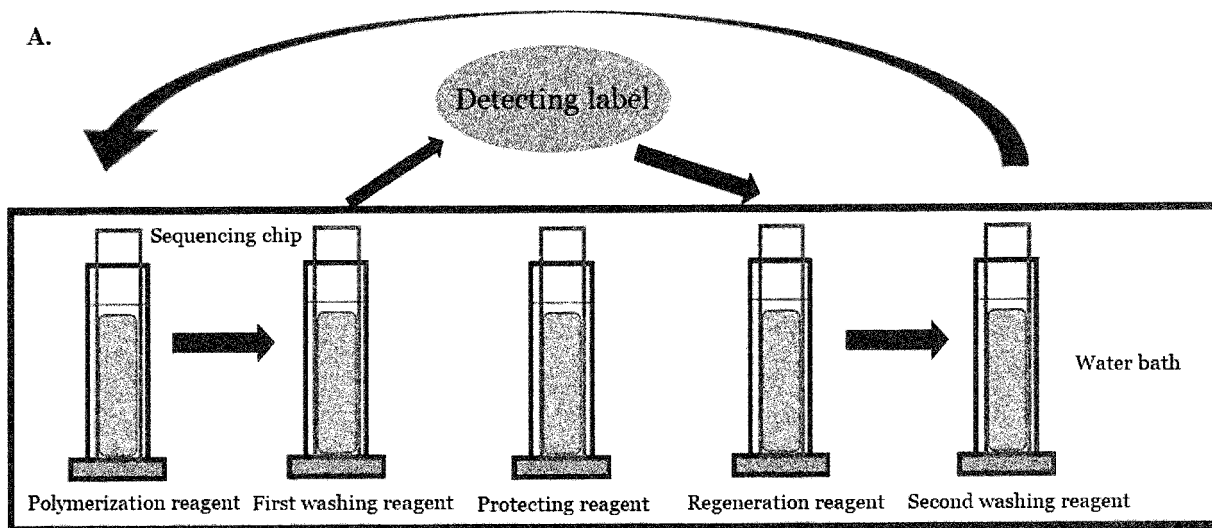 A.
Detecting label
Sequencing chip
Water bath
Polymerization reagent
First washing reagent
Protecting reagent
Regeneration reagent
Second washing reagent